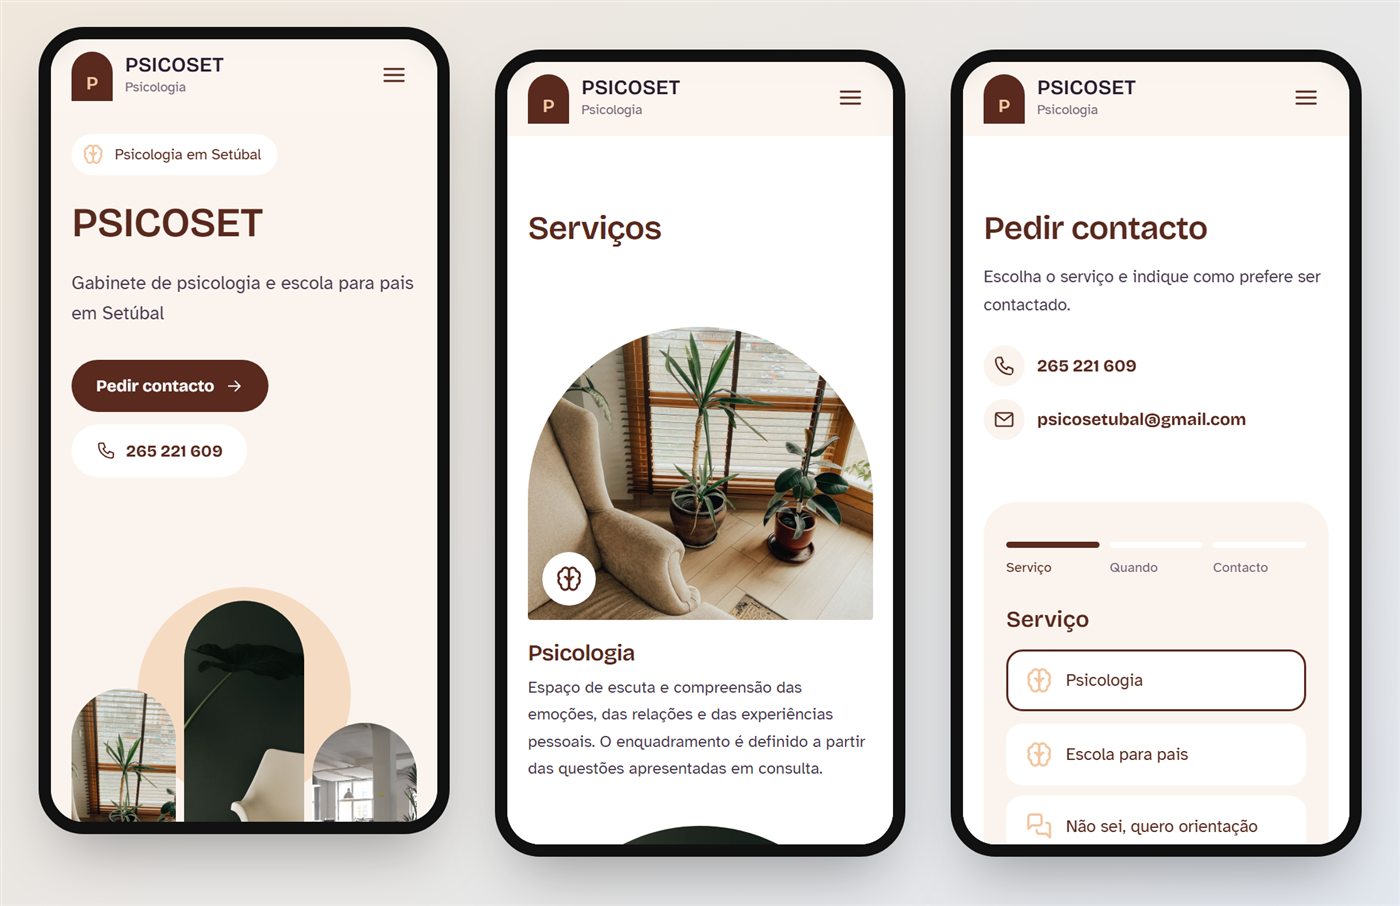 P
PSICOSET
Psicologia
Psicologia em Setúbal
PSICOSET
Gabinete de psicologia e escola para pais
em Setúbal
Pedir contacto
265 221 609
P
PSICOSET
Psicologia
Serviços
Psicologia
Espaço de escuta e compreensão das
emoções, das relações e das experiências
pessoais. O enquadramento é definido a partir
das questões apresentadas em consulta.
P
PSICOSET
Psicologia
Pedir contacto
Escolha o serviço e indique como prefere ser
contactado.
265 221 609
psicosetubal@gmail.com
Serviço Quando Contacto
Serviço
Psicologia
Escola para pais
Não sei, quero orientação